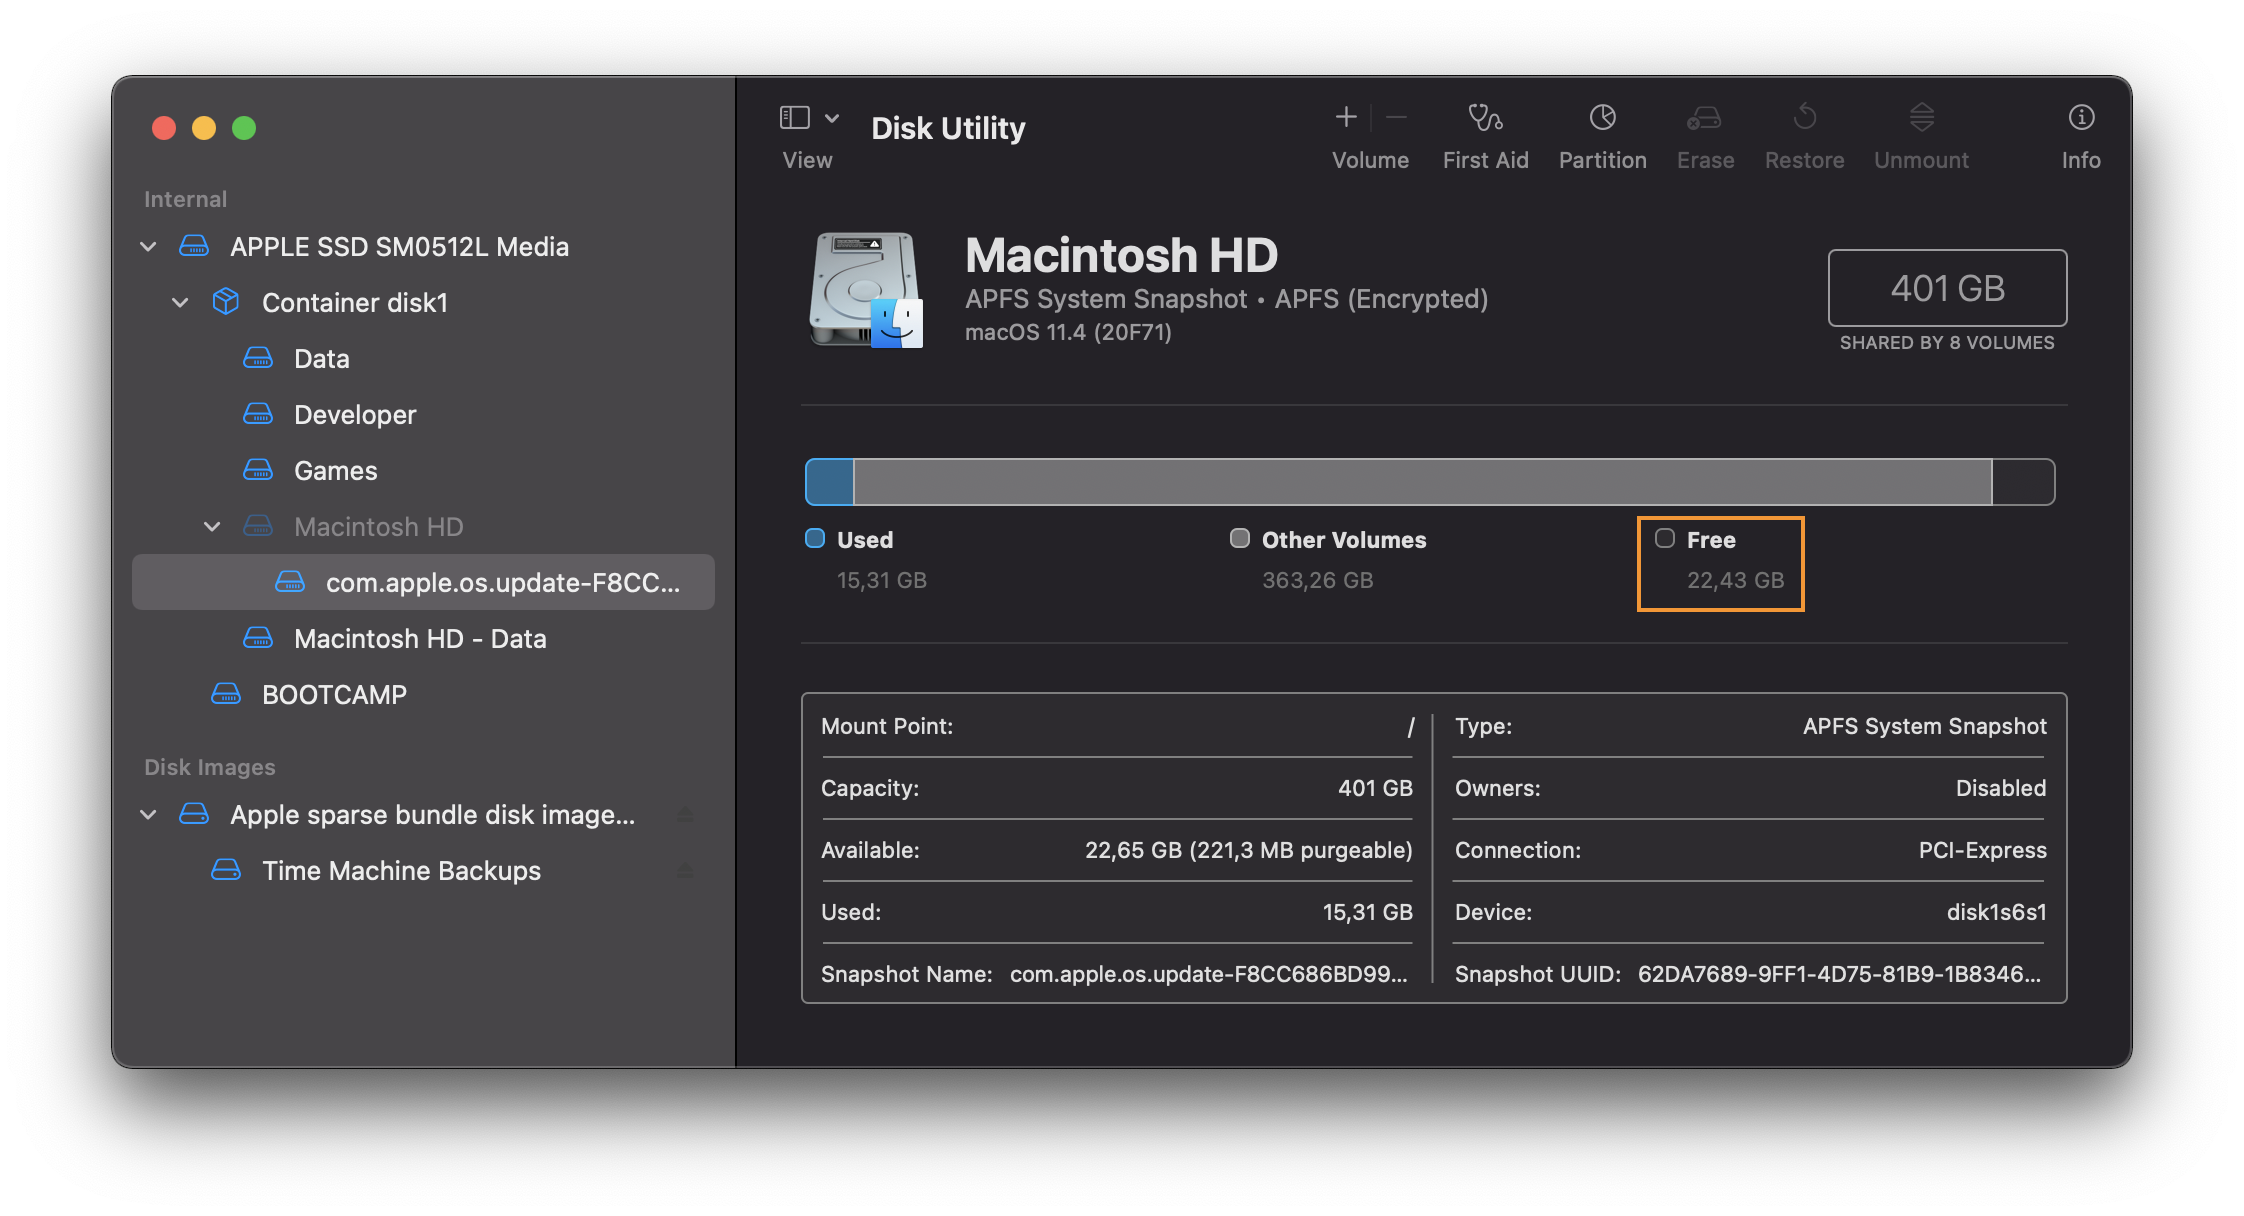 Internal
APPLE SSD SM0512L Media
Container disk1
Data
Developer
Games
Macintosh HD
com.apple.os.update-F8CC...
Macintosh HD - Data
BOOTCAMP
Disk Images
Apple sparse bundle disk image...
Time Machine Backups
View
Disk Utility
Volume
First Aid
Partition
Erase
Restore
Unmount
Info
Macintosh HD
APFS System Snapshot • APFS (Encrypted)
macOS 11.4 (20F71)
401 GB
SHARED BY 8 VOLUMES
Used
15,31 GB
Other Volumes
363,26 GB
Free
22,43 GB
Mount Point: /
Capacity: 401 GB
Available: 22,65 GB (221,3 MB purgeable)
Used: 15,31 GB
Snapshot Name: com.apple.os.update-F8CC686BD99...
Type: APFS System Snapshot
Owners: Disabled
Connection: PCI-Express
Device: disk1s6s1
Snapshot UUID: 62DA7689-9FF1-4D75-81B9-1B8346...